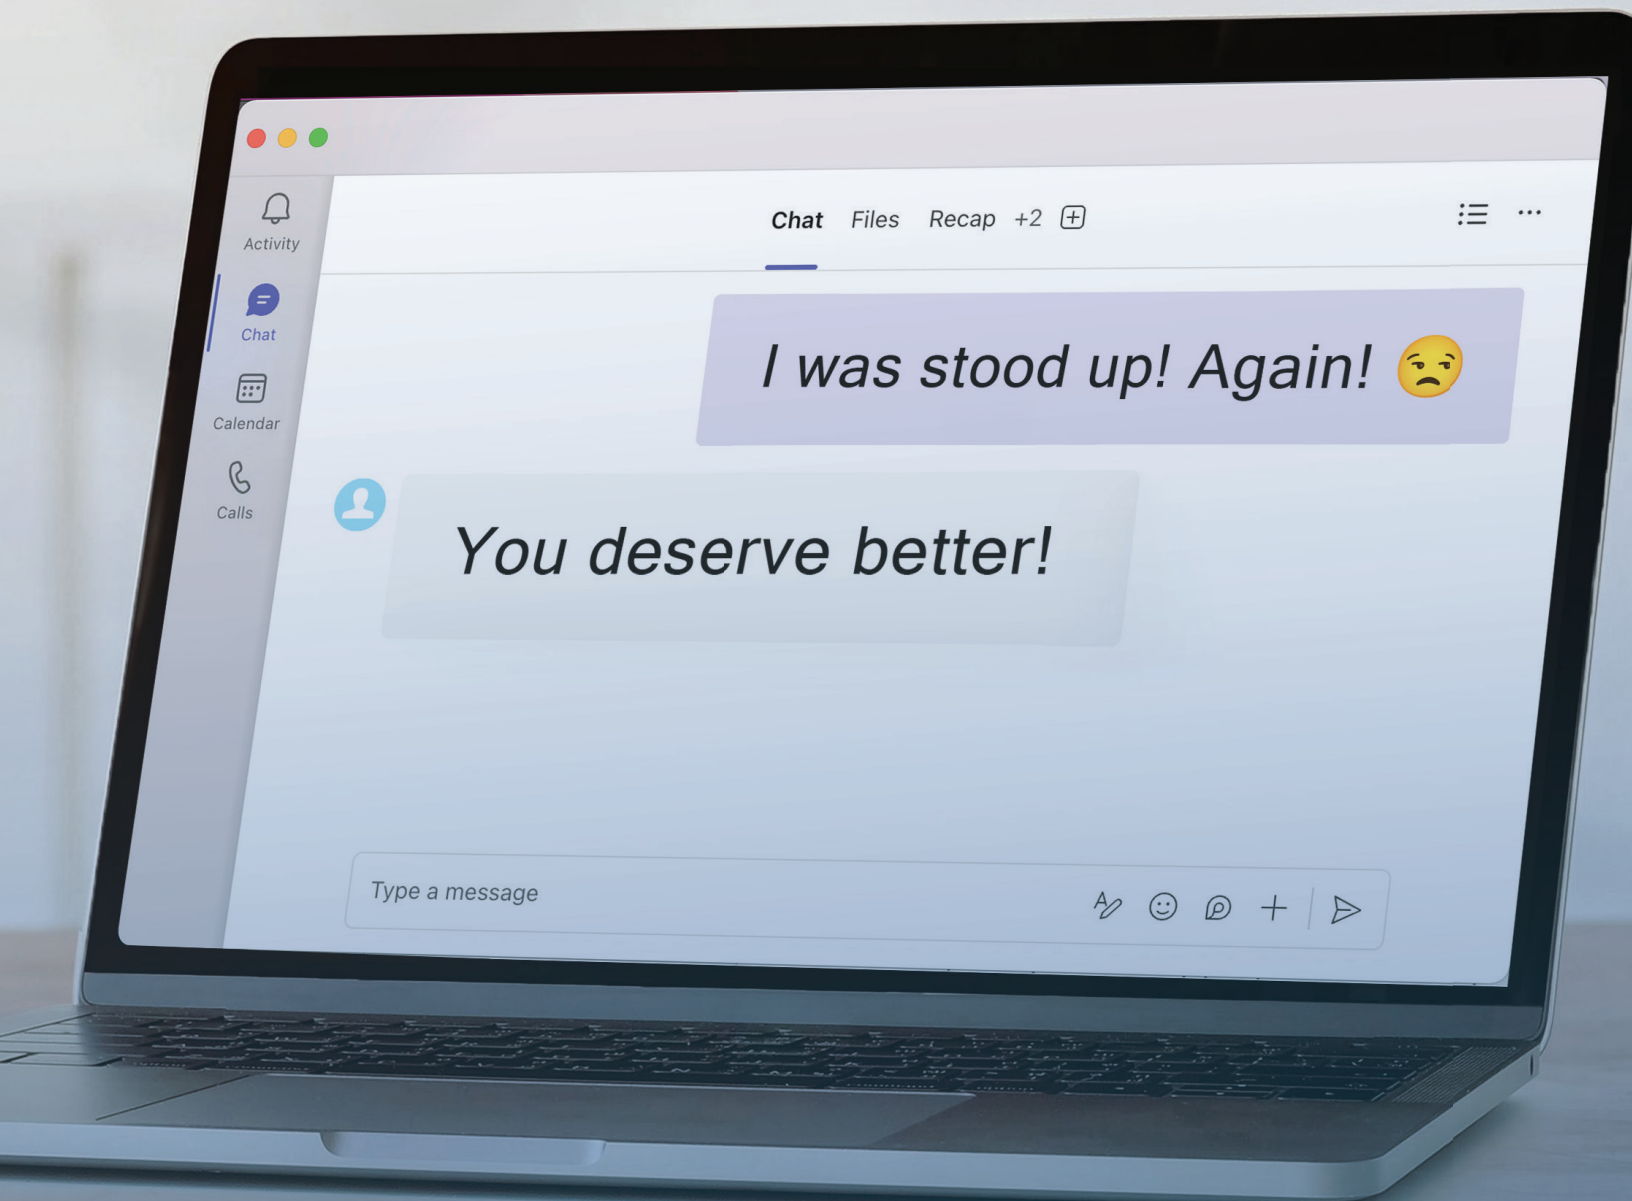 Activity
Chat
Calendar
Calls
Chat Files Recap +2
I was stood up! Again! 😒
You deserve better!
Type a message